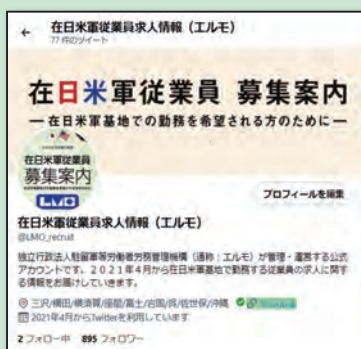 ← 在日米軍従業員求人情報（エルモ）
77 件のツイート
在日米軍従業員 募集案内
―在日米軍基地での勤務を希望される方のために―
在日米軍従業員
募集案内
LMO
プロフィールを編集
在日米軍従業員求人情報（エルモ）
@LMO_recruit
独立行政法人駐留軍等労働者労務管理機構（通称：エルモ）が管理・運営する公式
アカウントです。２０２１年４月から在日米軍基地で勤務する従業員の求人に関す
る情報をお届けしています。
三沢/横田/横須賀/座間/富士/岩国/呉/佐世保/沖縄
2021年4月からTwitterを利用しています
2 フォロー中 895 フォロワー